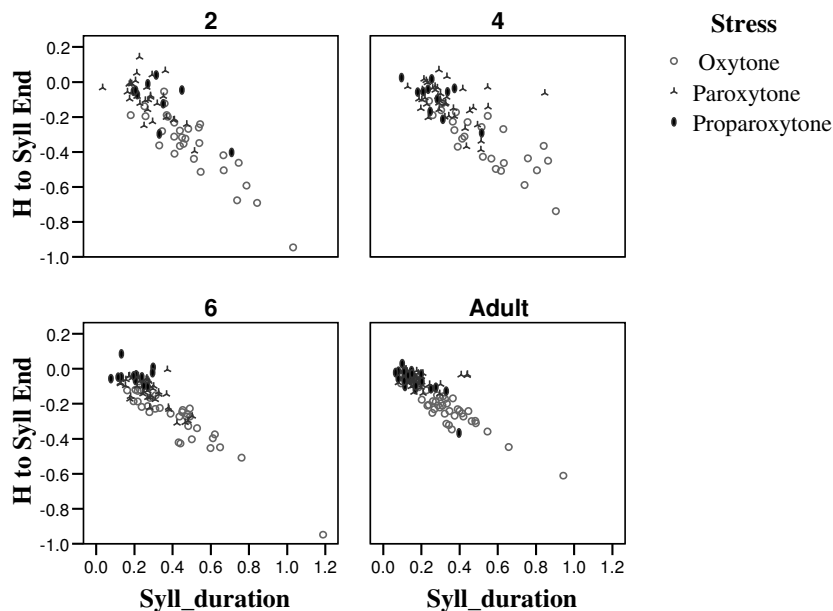 2
4
Stress
Oxytone
Paroxytone
Proparoxytone
H to Syll End
0.2
0.0
-0.2
-0.4
-0.6
-0.8
-1.0
6
Adult
H to Syll End
0.2
0.0
-0.2
-0.4
-0.6
-0.8
-1.0
0.0 0.2 0.4 0.6 0.8 1.0 1.2
0.0 0.2 0.4 0.6 0.8 1.0 1.2
Syll_duration
Syll_duration